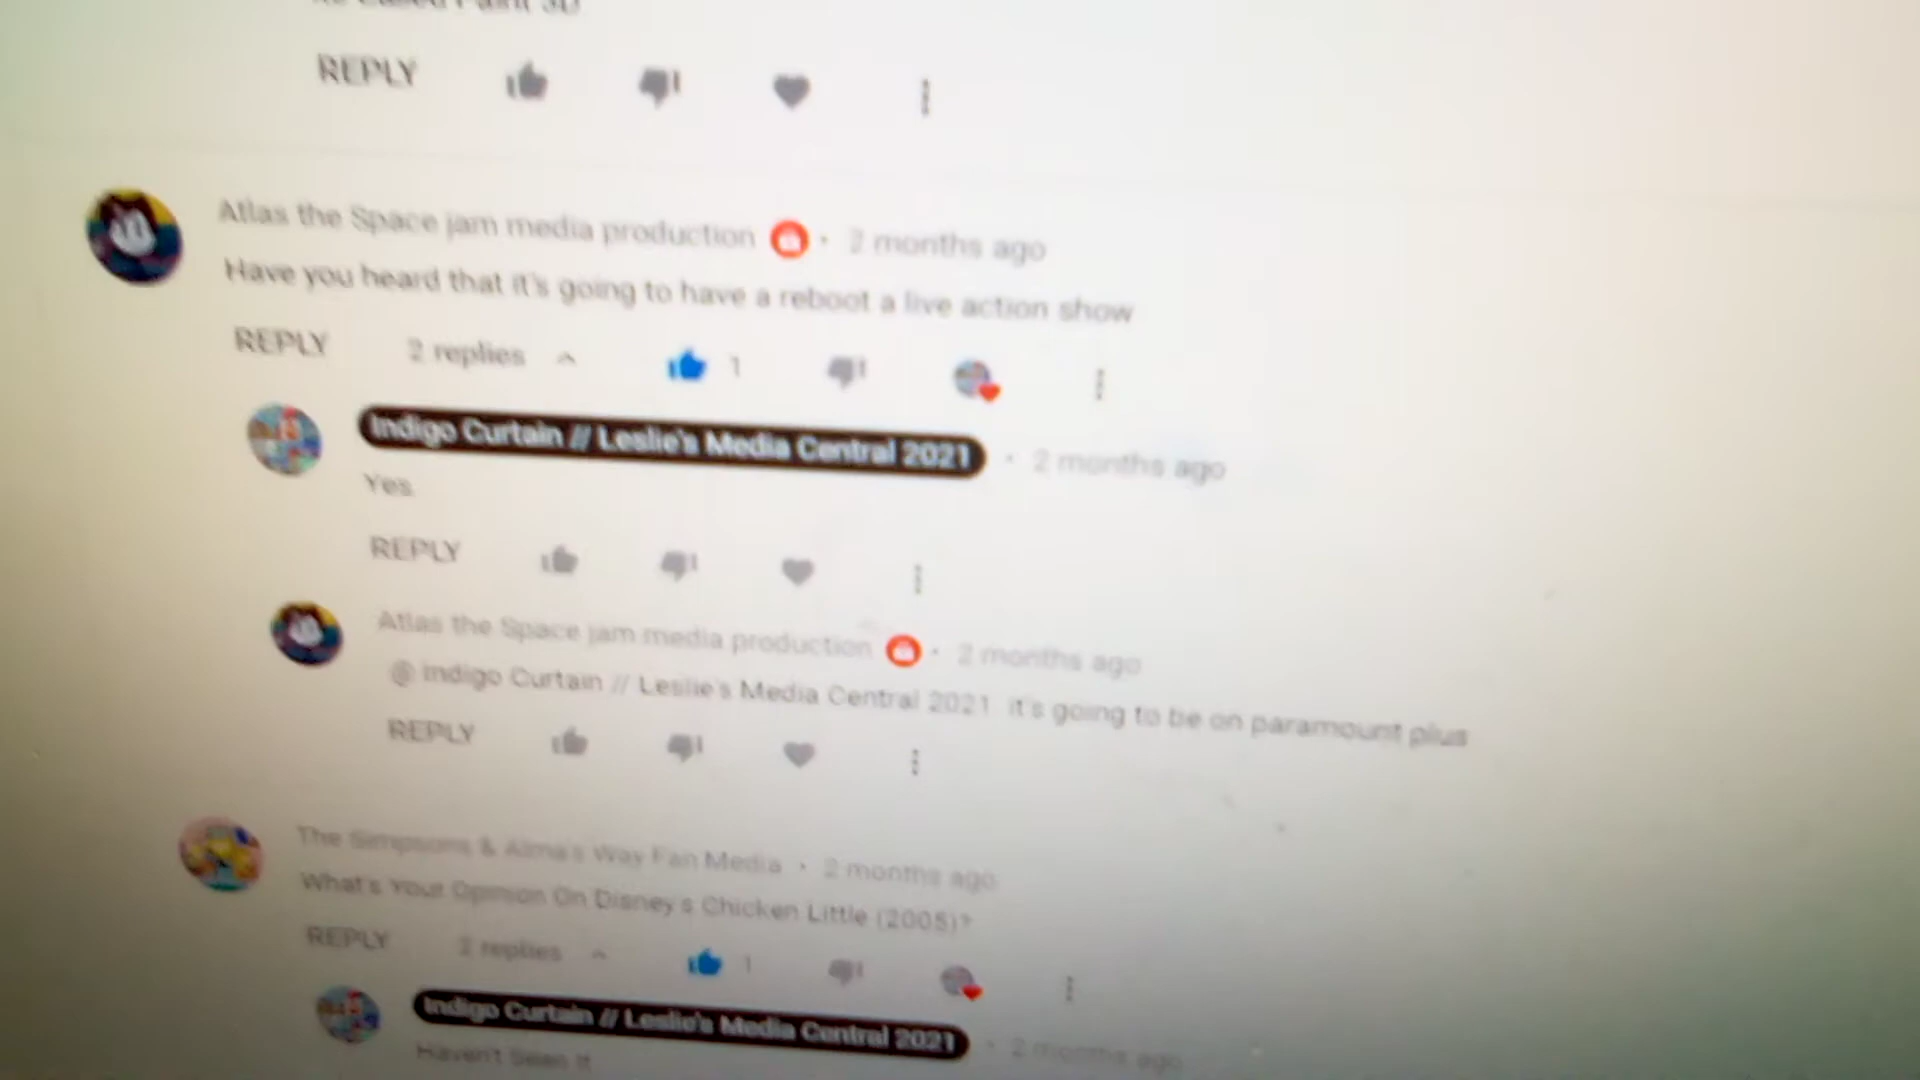 Paint 3D
REPLY
Atlas the Space jam media production · 2 months ago
Have you heard that it's going to have a reboot a live action show
REPLY 2 replies 1
Indigo Curtain // Leslie's Media Central 2021 · 2 months ago
Yes
REPLY
Atlas the Space jam media production · 2 months ago
@ Indigo Curtain // Leslie's Media Central 2021 it's going to be on paramount plus
REPLY
The Simpsons & Alma's Way Fan Media · 2 months ago
What's Your Opinion On Disney's Chicken Little (2005)?
REPLY 2 replies 1
Indigo Curtain // Leslie's Media Central 2021 · 2 months ago
Haven't Seen It